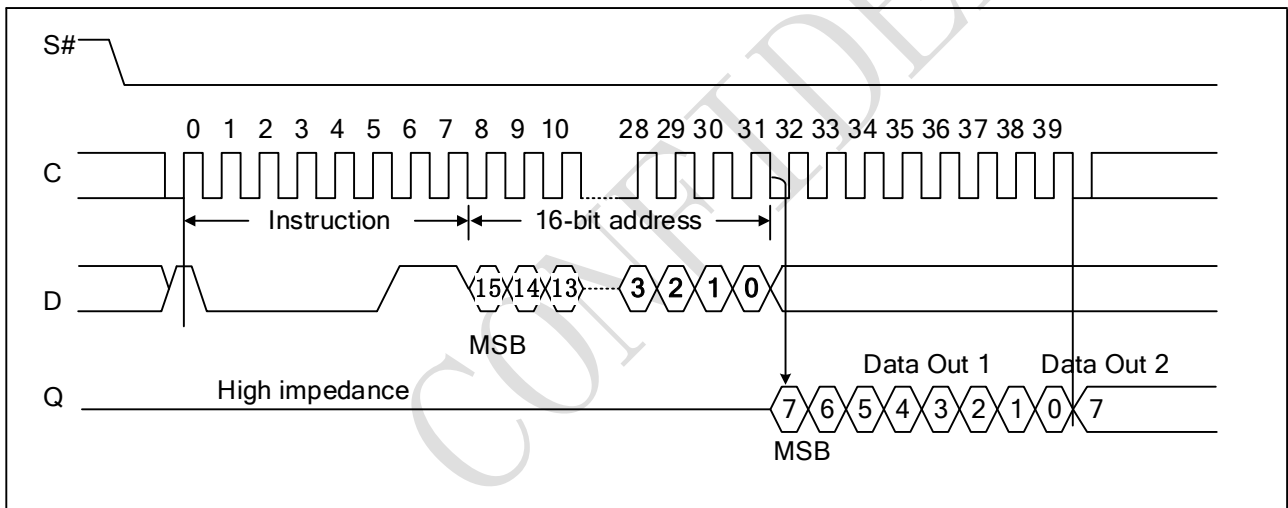 S#
0 1 2 3 4 5 6 7 8 9 10 28 29 30 31 32 33 34 35 36 37 38 39
C
Instruction 16-bit address
D 15 14 13 3 2 1 0
MSB
Data Out 1 Data Out 2
High impedance
Q 7 6 5 4 3 2 1 0 7
MSB
CONFIDE